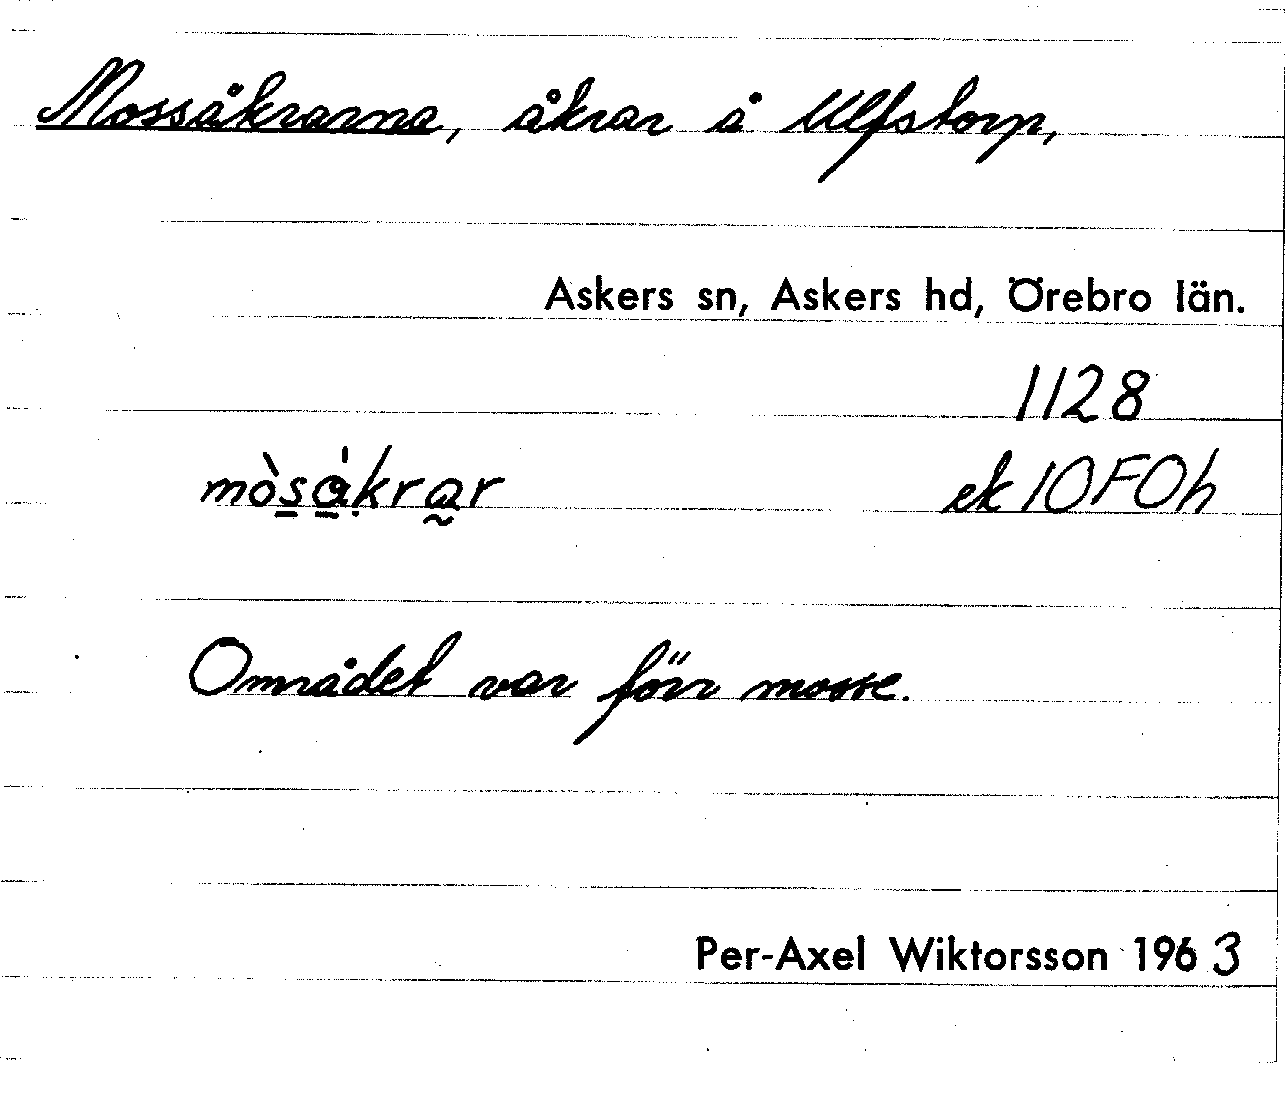 Mossåkrarna, åkrar å Ulfstorp,
Askers sn, Askers hd, Örebro län.
1128
mòsåkrar ek 10F0h
Området var förr mosse.
Per-Axel Wiktorsson 1963